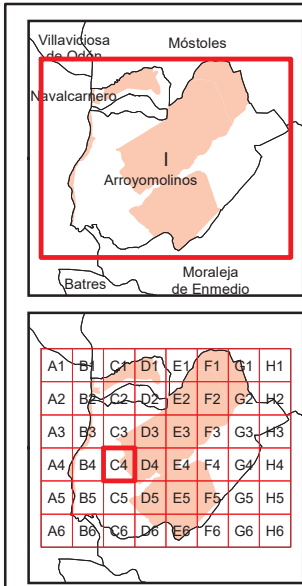 Villaviciosa Móstoles
de Odón
Navalcarnero
I
Arroyomolinos
Moraleja
Batres de Enmedio
A1 B1 C1 D1 E1 F1 G1 H1
A2 B2 C2 D2 E2 F2 G2 H2
A3 B3 C3 D3 E3 F3 G3 H3
A4 B4 C4 D4 E4 F4 G4 H4
A5 B5 C5 D5 E5 F5 G5 H5
A6 B6 C6 D6 E6 F6 G6 H6